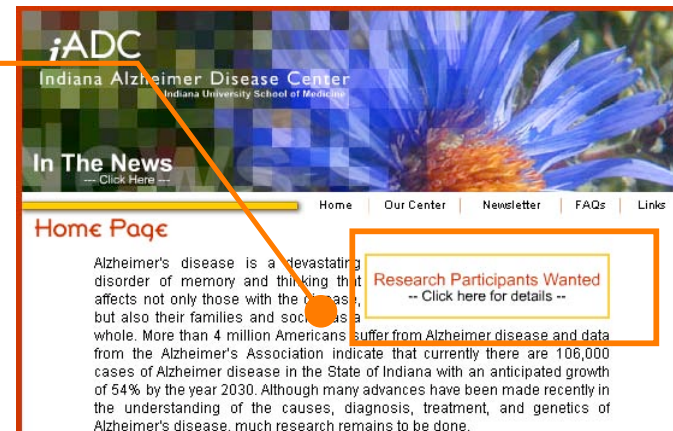 iADC
Indiana Alzheimer Disease Center
Indiana University School of Medicine
News
In The News
--- Click Here ---
Home
Our Center
Newsletter
FAQs
Links
Home Page
Research Participants Wanted
-- Click here for details --
Alzheimer's disease is a devastating
disorder of memory and thinking that
affects not only those with the disease,
but also their families and society as a
whole. More than 4 million Americans suffer from Alzheimer disease and data
from the Alzheimer's Association indicate that currently there are 106,000
cases of Alzheimer disease in the State of Indiana with an anticipated growth
of 54% by the year 2030. Although many advances have been made recently in
the understanding of the causes, diagnosis, treatment, and genetics of
Alzheimer's disease, much research remains to be done.